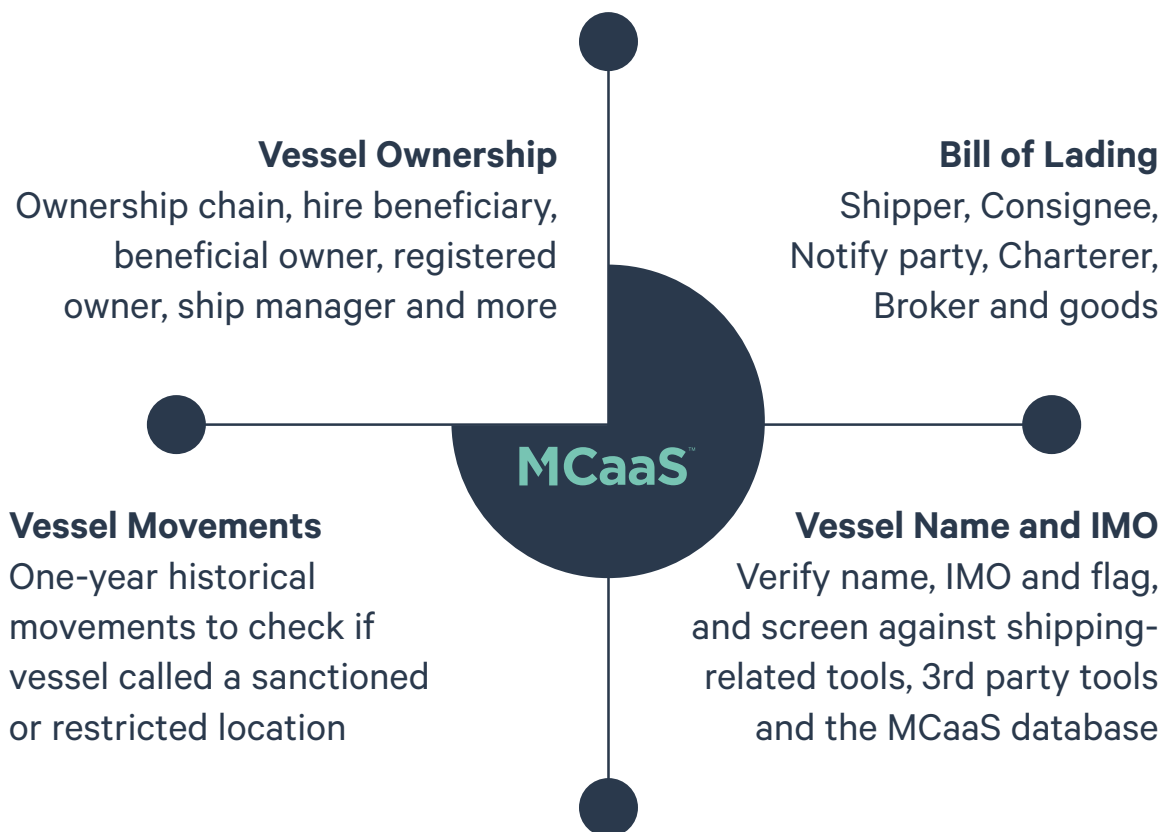 Vessel Ownership
Ownership chain, hire beneficiary,
beneficial owner, registered
owner, ship manager and more
Bill of Lading
Shipper, Consignee,
Notify party, Charterer,
Broker and goods
MCaaS™
Vessel Movements
One-year historical
movements to check if
vessel called a sanctioned
or restricted location
Vessel Name and IMO
Verify name, IMO and flag,
and screen against shipping-
related tools, 3rd party tools
and the MCaaS database